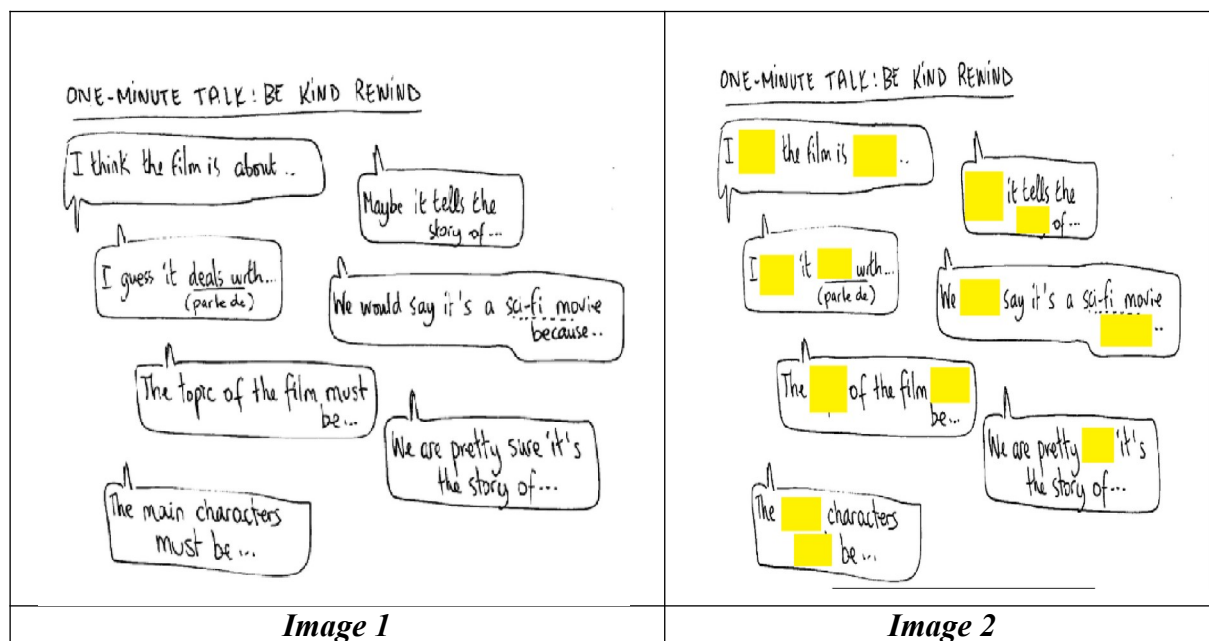 ONE-MINUTE TALK: BE KIND REWIND
I think the film is about..
Maybe it tells the
story of...
I guess it deals with...
(parle de)
We would say it's a sci-fi movie
because..
The topic of the film must
be...
We are pretty sure it's
the story of...
The main characters
must be...
Image 1
ONE-MINUTE TALK: BE KIND REWIND
I the film is ..
it tells the
of...
I it with...
(parle de)
We say it's a sci-fi movie
..
The of the film
be...
We are pretty it's
the story of...
The characters
be...
Image 2